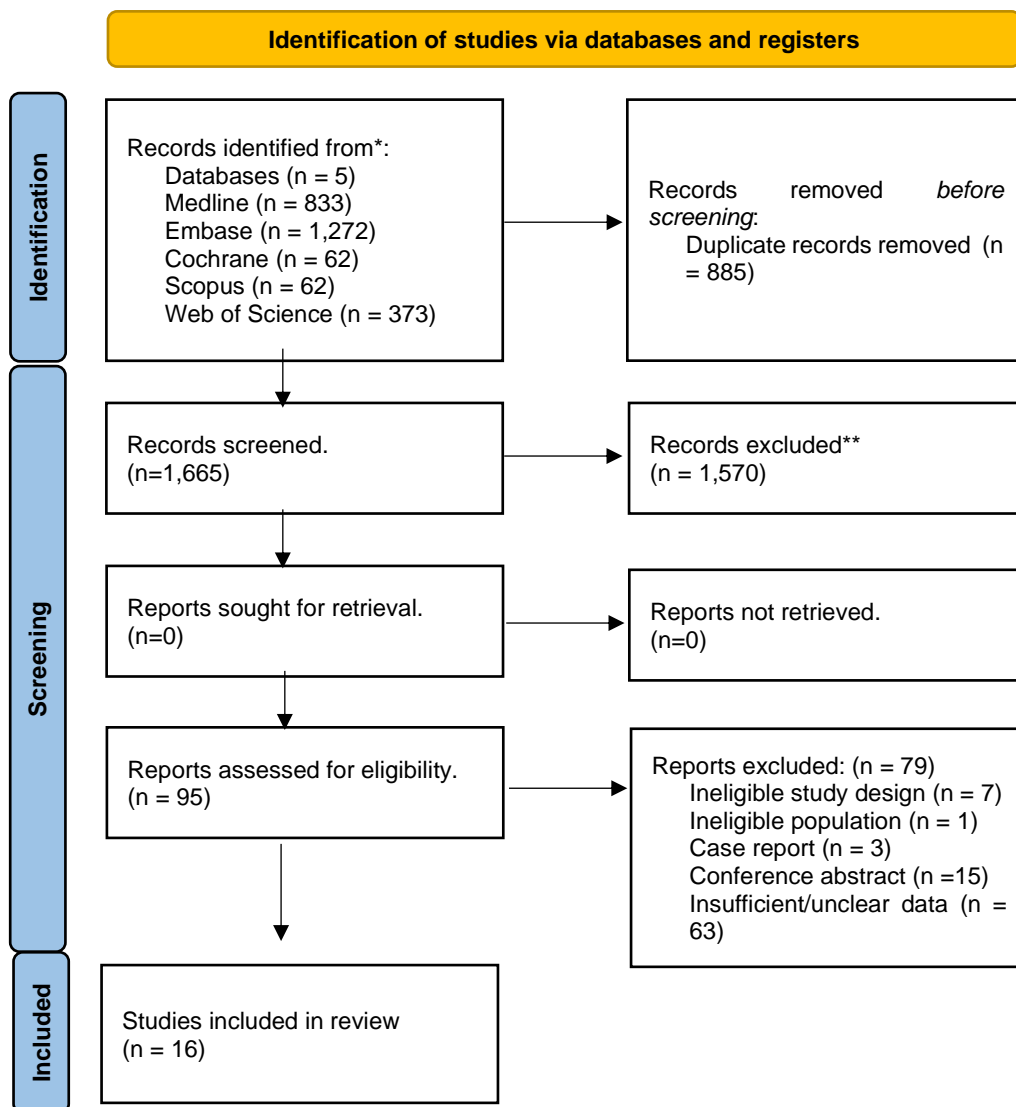 Identification of studies via databases and registers
Identification
Records identified from*:
Databases (n = 5)
Medline (n = 833)
Embase (n = 1,272)
Cochrane (n = 62)
Scopus (n = 62)
Web of Science (n = 373)
Records removed before
screening:
Duplicate records removed (n
= 885)
Screening
Records screened.
(n=1,665)
Records excluded**
(n = 1,570)
Reports sought for retrieval.
(n=0)
Reports not retrieved.
(n=0)
Reports assessed for eligibility.
(n = 95)
Reports excluded: (n = 79)
Ineligible study design (n = 7)
Ineligible population (n = 1)
Case report (n = 3)
Conference abstract (n =15)
Insufficient/unclear data (n =
63)
Included
Studies included in review
(n = 16)